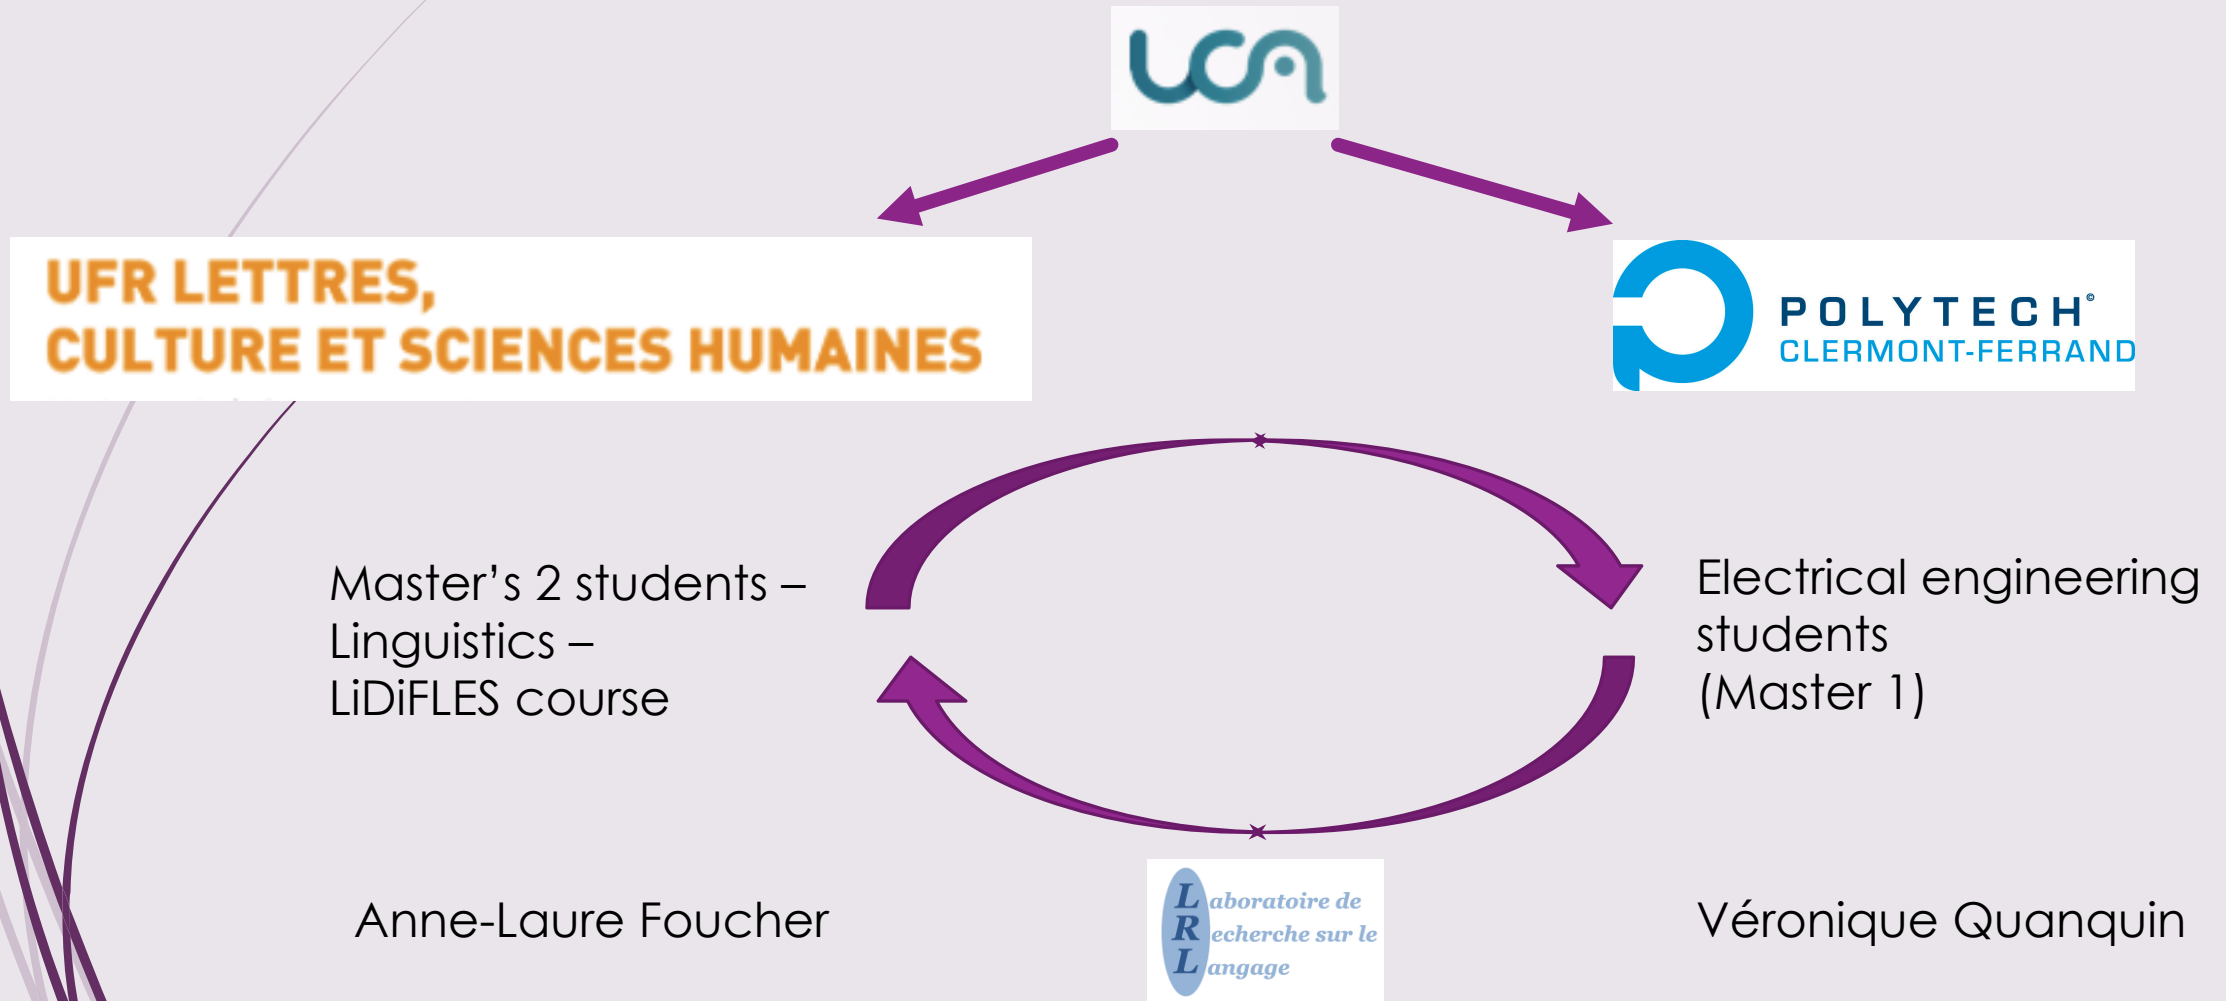 uca
UFR LETTRES,
CULTURE ET SCIENCES HUMAINES
POLYTECH©
CLERMONT-FERRAND
Master’s 2 students –
Linguistics –
LiDiFLES course
Electrical engineering
students
(Master 1)
Anne-Laure Foucher
Laboratoire de
Recherche sur le
Langage
Véronique Quanquin